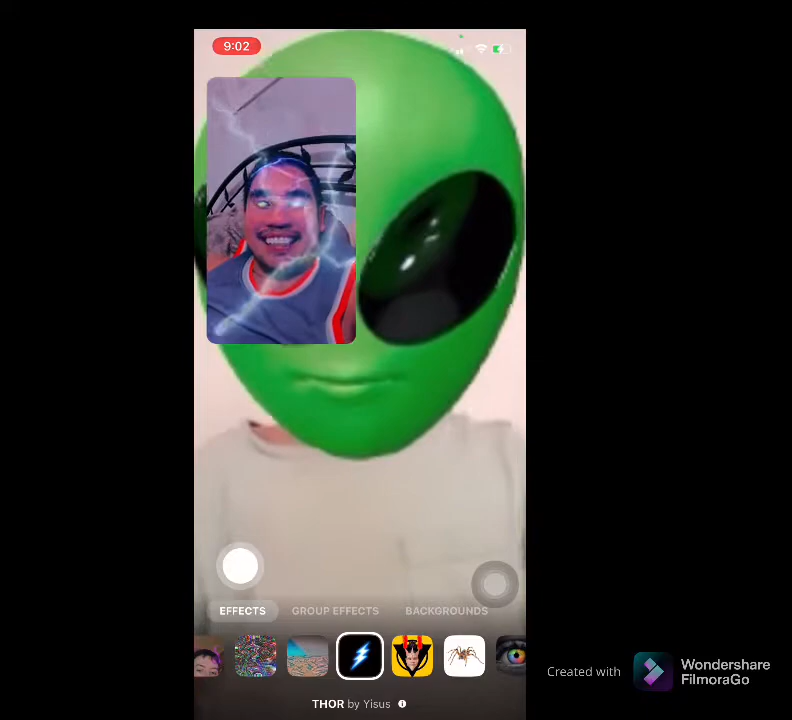 9:02
EFFECTS
GROUP EFFECTS
BACKGROUNDS
THOR by Yisus
Created with
Wondershare
FilmoraGo